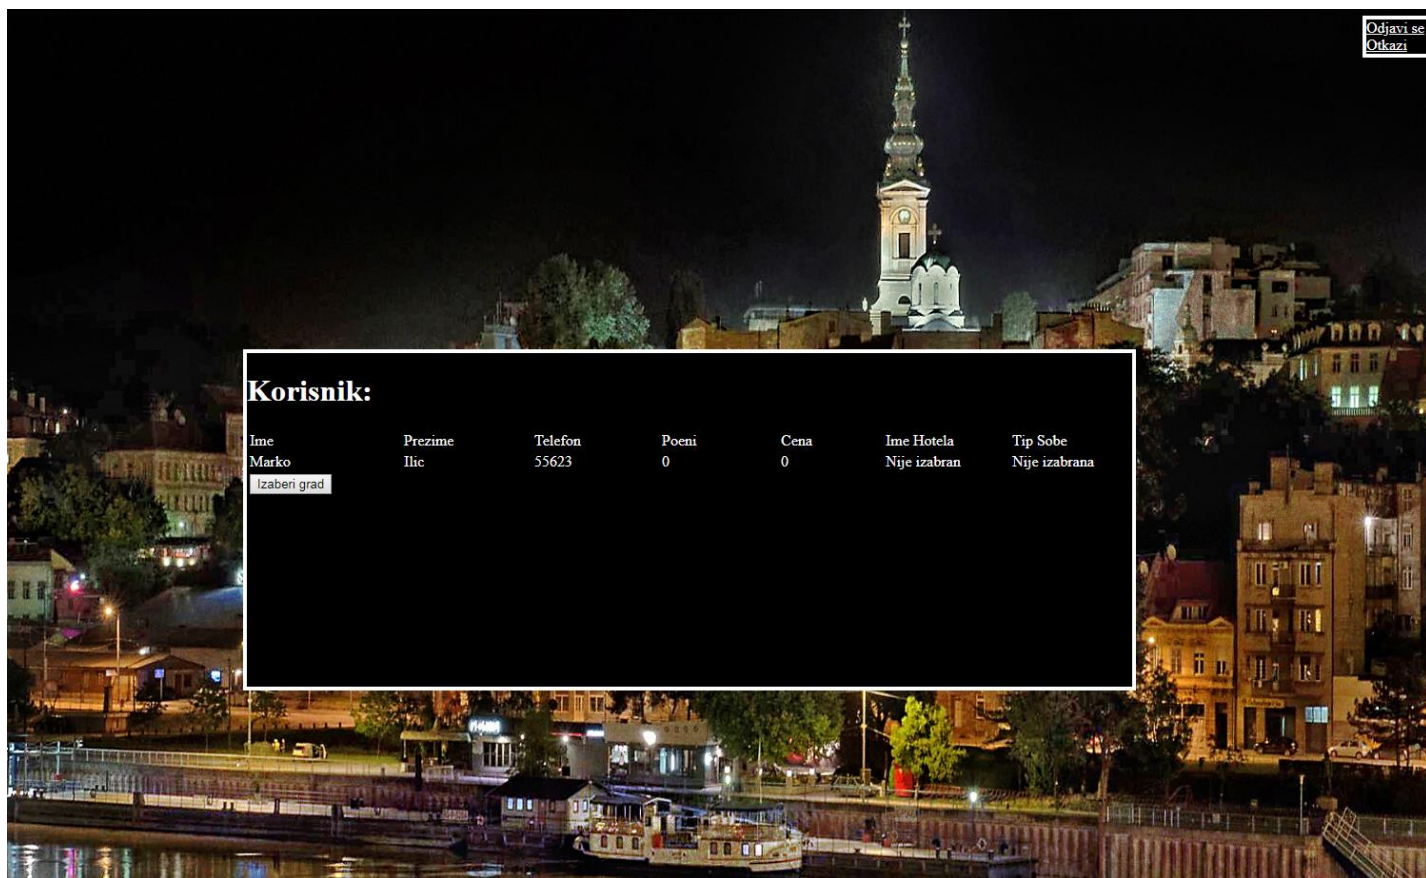 Odjavi se
Otkazi
Korisnik:
Ime Prezime Telefon Poeni Cena Ime Hotela Tip Sobe
Marko Ilic 55623 0 0 Nije izabran Nije izabrana
Izaberi grad